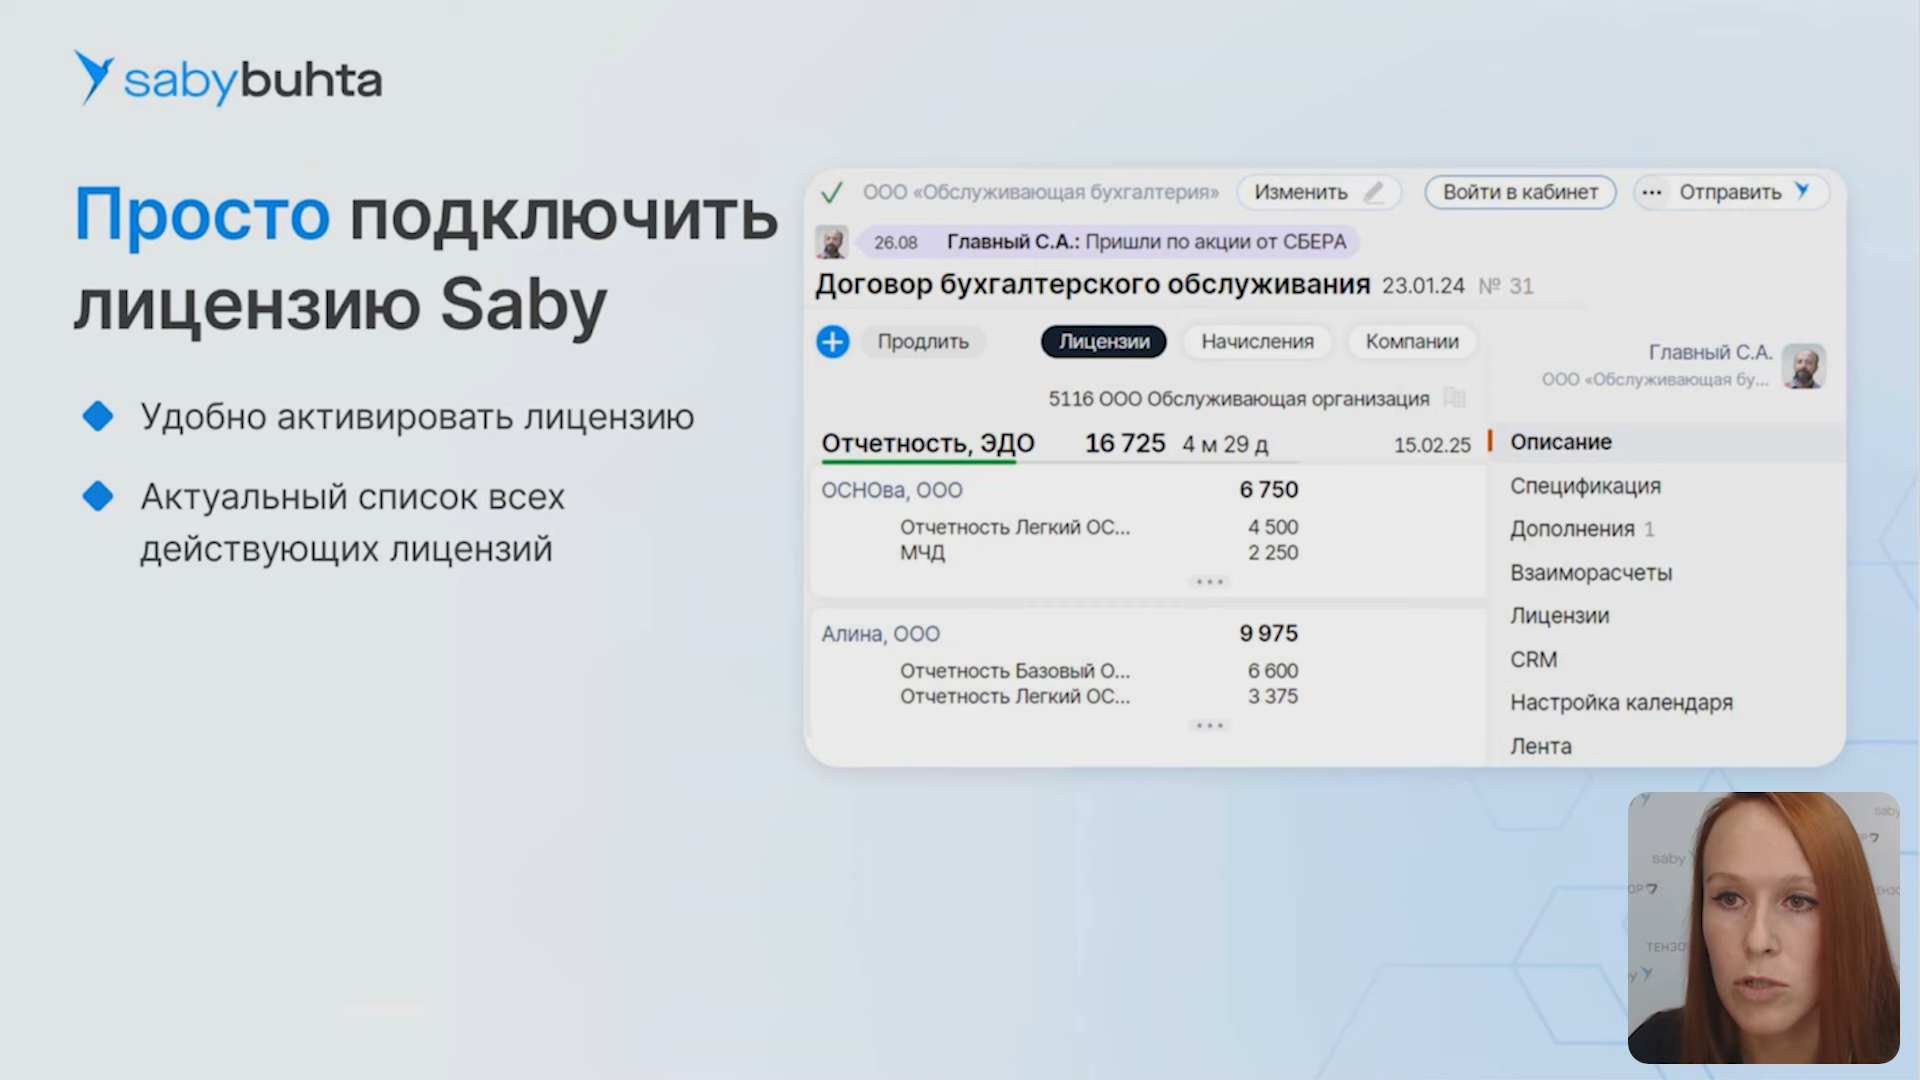 sabybuhta
Просто подключить
лицензию Saby
Удобно активировать лицензию
Актуальный список всех
действующих лицензий
ООО «Обслуживающая бухгалтерия»
Изменить
Войти в кабинет
Отправить
26.08 Главный С.А.: Пришли по акции от СБЕРА
Договор бухгалтерского обслуживания 23.01.24 № 31
Продлить
Лицензии
Начисления
Компании
Главный С.А.
ООО «Обслуживающая бу...
5116 ООО Обслуживающая организация
Отчетность, ЭДО 16 725 4 м 29 д 15.02.25
ОСНОва, ООО 6 750
Отчетность Легкий ОС... 4 500
МЧД 2 250
Алина, ООО 9 975
Отчетность Базовый О... 6 600
Отчетность Легкий ОС... 3 375
Описание
Спецификация
Дополнения 1
Взаиморасчеты
Лицензии
CRM
Настройка календаря
Лента
saby
saby